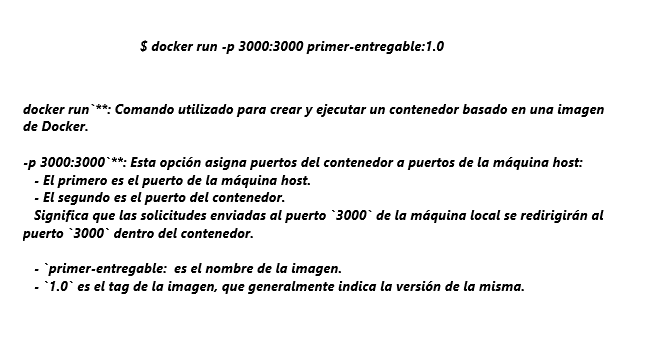 $ docker run -p 3000:3000 primer-entregable:1.0
docker run`**: Comando utilizado para crear y ejecutar un contenedor basado en una imagen
de Docker.
-p 3000:3000`**: Esta opción asigna puertos del contenedor a puertos de la máquina host:
- El primero es el puerto de la máquina host.
- El segundo es el puerto del contenedor.
Significa que las solicitudes enviadas al puerto `3000` de la máquina local se redirigirán al
puerto `3000` dentro del contenedor.
- `primer-entregable:  es el nombre de la imagen.
- `1.0` es el tag de la imagen, que generalmente indica la versión de la misma.